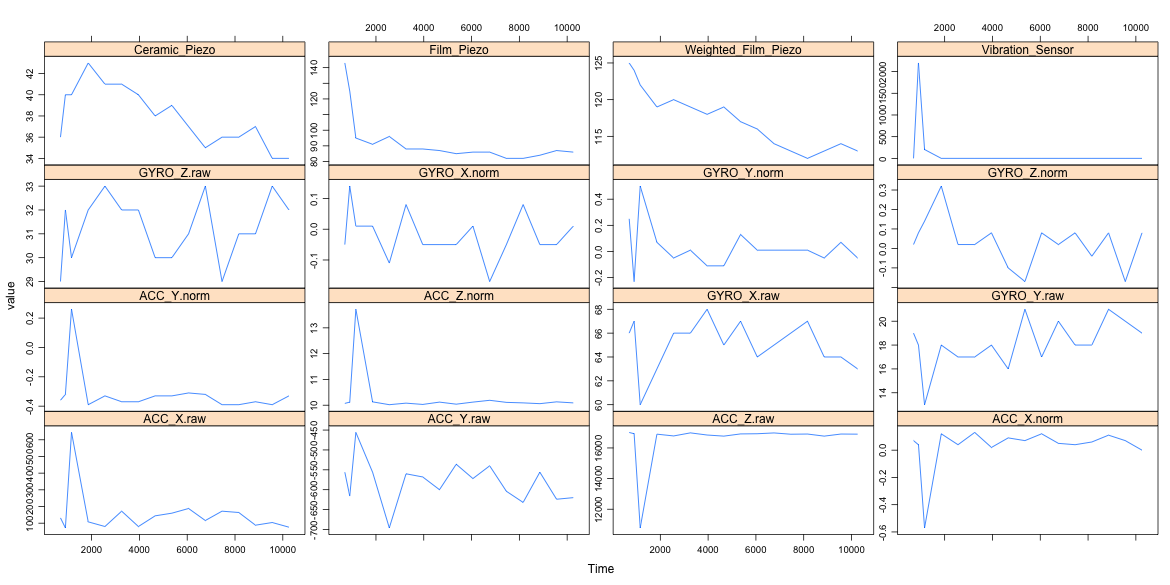 2000 4000 6000 8000 10000 2000 4000 6000 8000 10000
Ceramic_Piezo Film_Piezo Weighted_Film_Piezo Vibration_Sensor
34 36 38 40 42
80 90 100 120 140
115 120 125
0 500 1000 1500 2000
GYRO_Z.raw GYRO_X.norm GYRO_Y.norm GYRO_Z.norm
29 30 31 32 33
-0.1 0.0 0.1
-0.2 0.0 0.2 0.4
-0.1 0.0 0.1 0.2 0.3
ACC_Y.norm ACC_Z.norm GYRO_X.raw GYRO_Y.raw
-0.4 -0.2 0.0 0.2
10 11 12 13
60 62 64 66 68
14 16 18 20
ACC_X.raw ACC_Y.raw ACC_Z.raw ACC_X.norm
100 200 300 400 500 600
-700 -650 -600 -550 -500 -450
12000 14000 16000
-0.6 -0.4 -0.2 0.0
2000 4000 6000 8000 10000 2000 4000 6000 8000 10000
value
Time